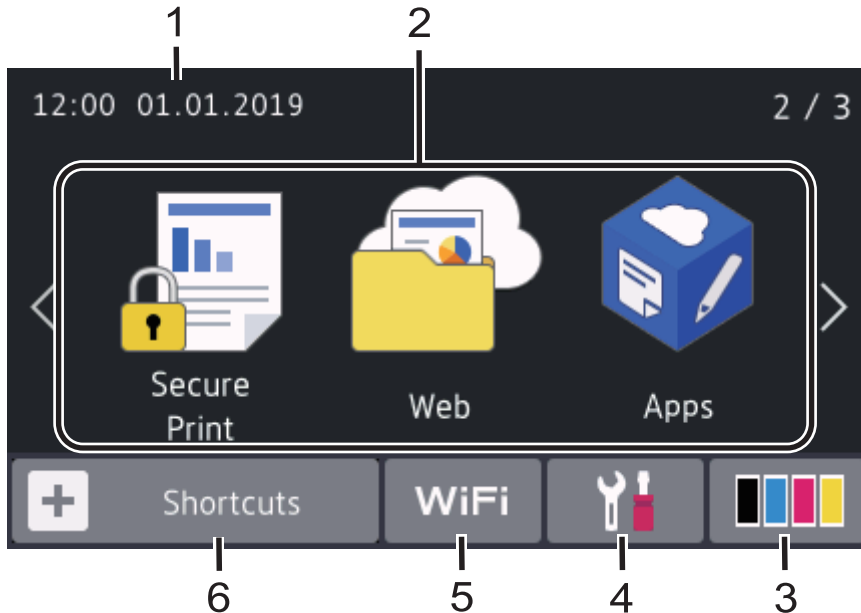 1 2
12:00 01.01.2019 2 / 3
Secure
Print
Web
Apps
Shortcuts
WiFi
6 5 4 3